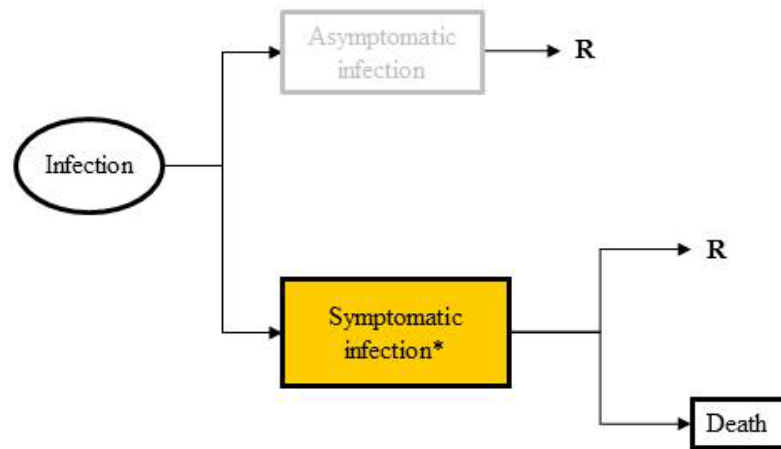 Asymptomatic
infection
R
Infection
R
Symptomatic
infection*
Death